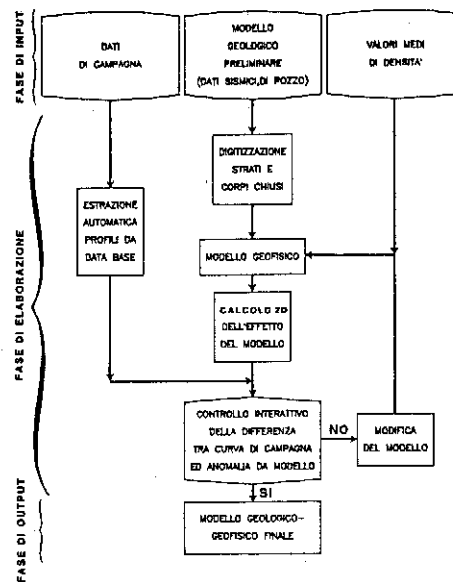 FASE DI INPUT
DATI
DI CAMPAGNA
MODELLO
GEOLOGICO
PRELIMINARE
(DATI SISMICI,DI POZZO)
VALORI MEDI
DI DENSITA'
FASE DI ELABORAZIONE
DIGITIZZAZIONE
STRATI E
CORPI CHIUSI
ESTRAZIONE
AUTOMATICA
PROFILI DA
DATA BASE
MODELLO GEOFISICO
CALCOLO 2D
DELL'EFFETTO
DEL MODELLO
CONTROLLO INTERATTIVO
DELLA DIFFERENZA
TRA CURVA DI CAMPAGNA
ED ANOMALIA DA MODELLO
NO
MODIFICA
DEL MODELLO
SI
FASE DI OUTPUT
MODELLO GEOLOGICO-
GEOFISICO FINALE